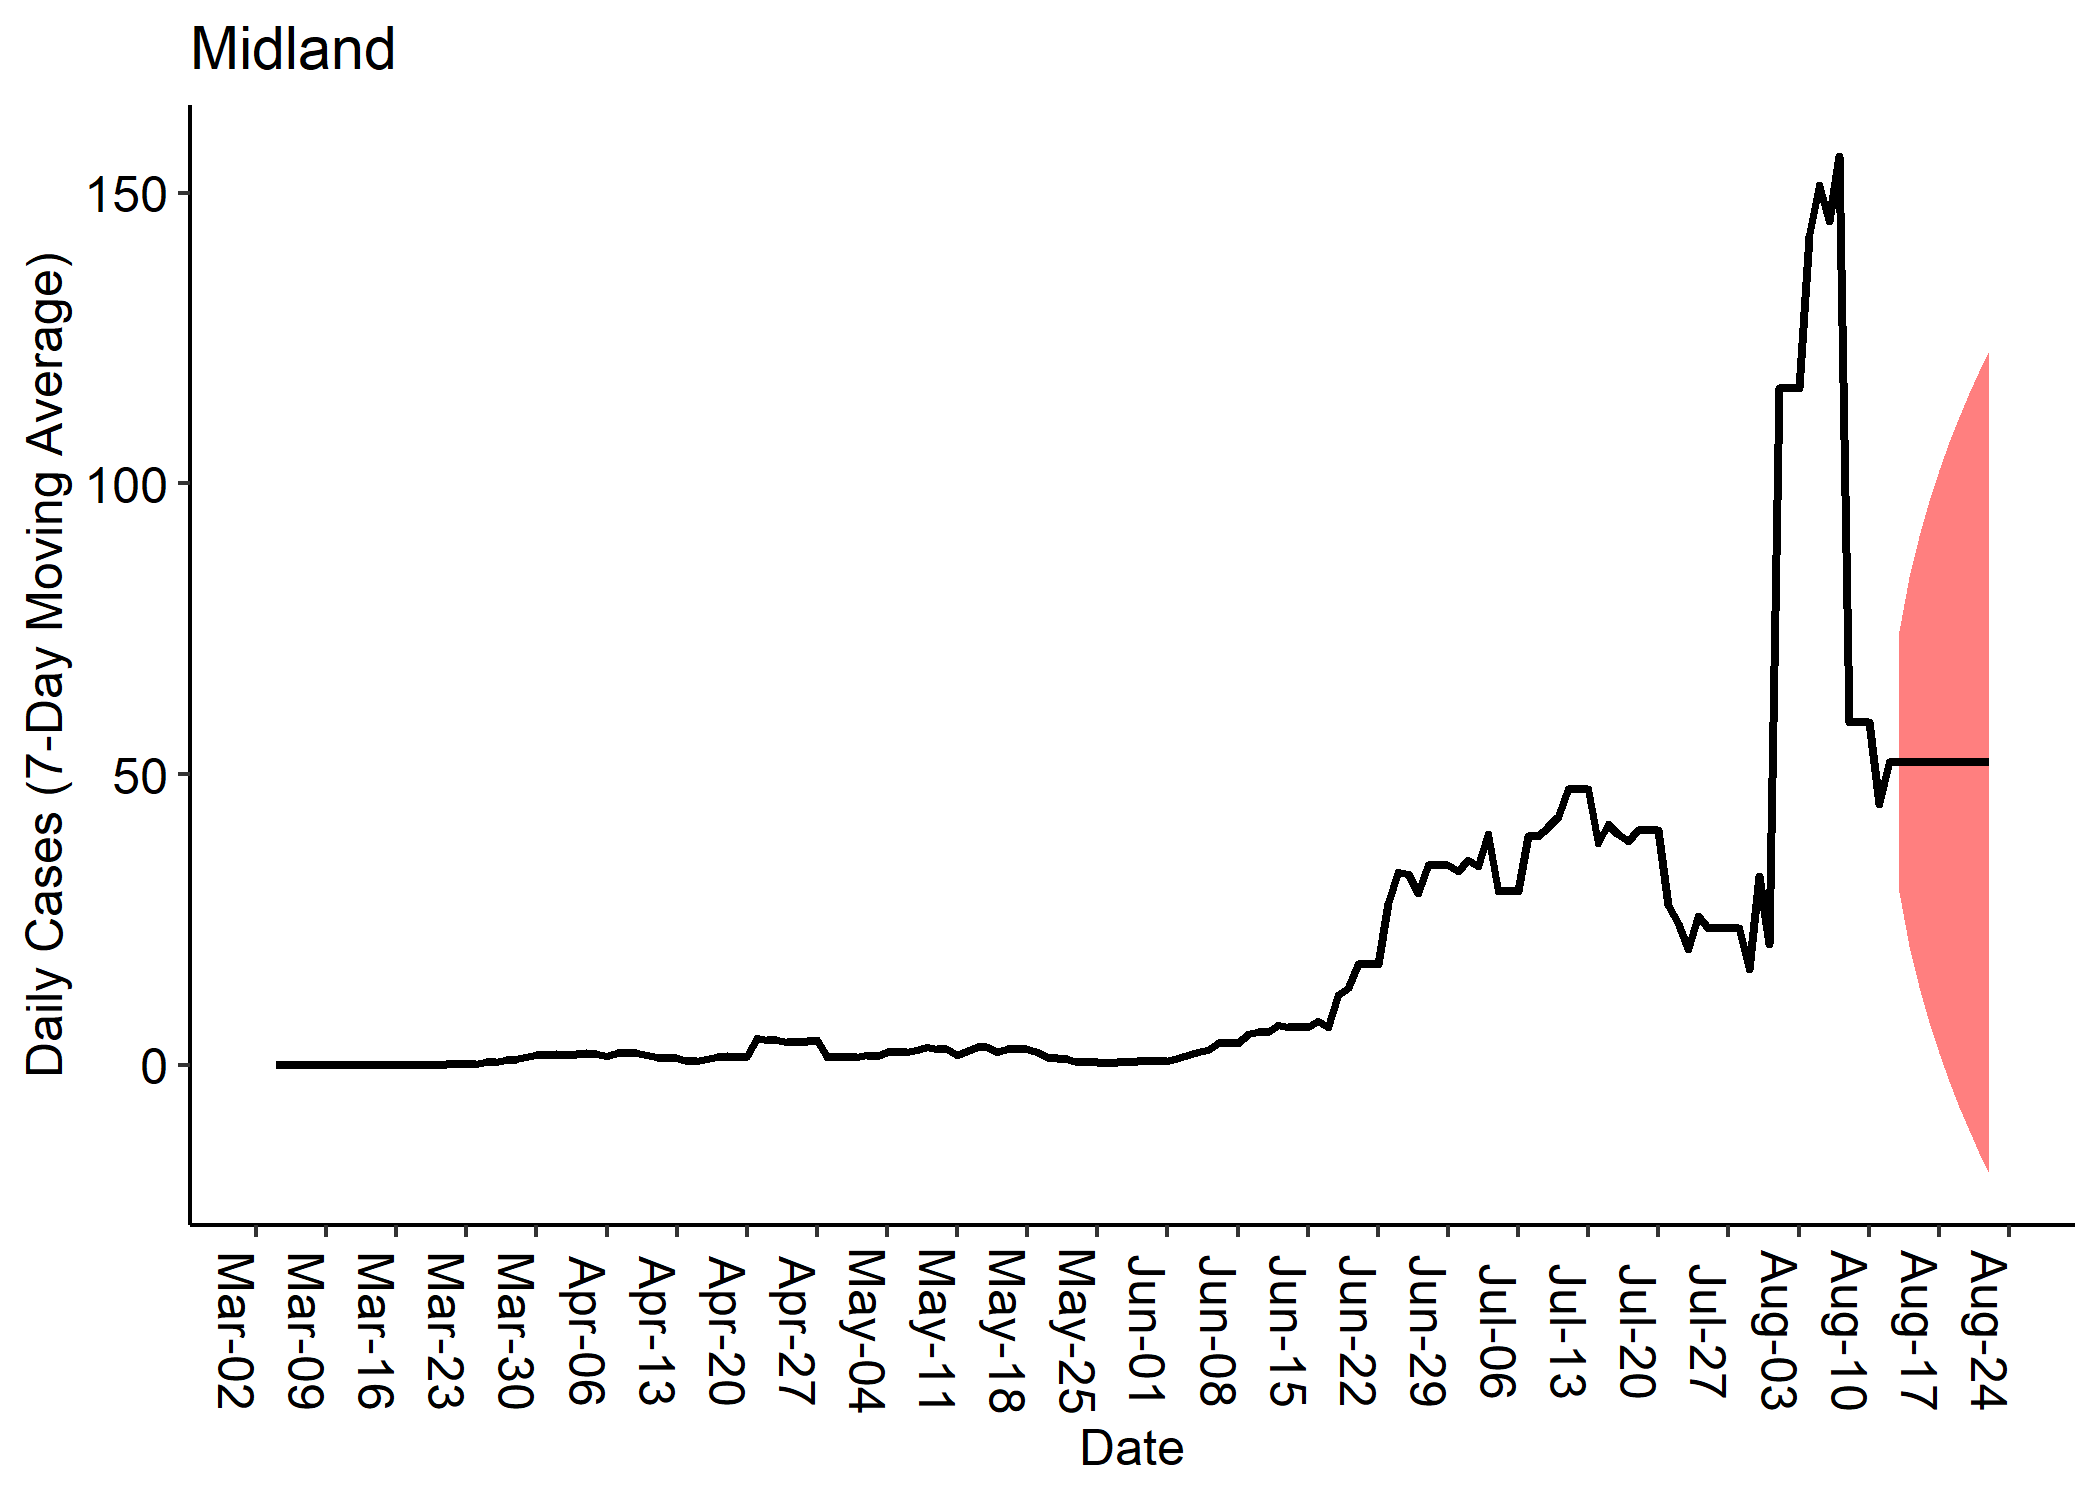 Midland
Daily Cases (7-Day Moving Average)
150
100
50
0
Mar-02
Mar-09
Mar-16
Mar-23
Mar-30
Apr-06
Apr-13
Apr-20
Apr-27
May-04
May-11
May-18
May-25
Jun-01
Jun-08
Jun-15
Jun-22
Jun-29
Jul-06
Jul-13
Jul-20
Jul-27
Aug-03
Aug-10
Aug-17
Aug-24
Date